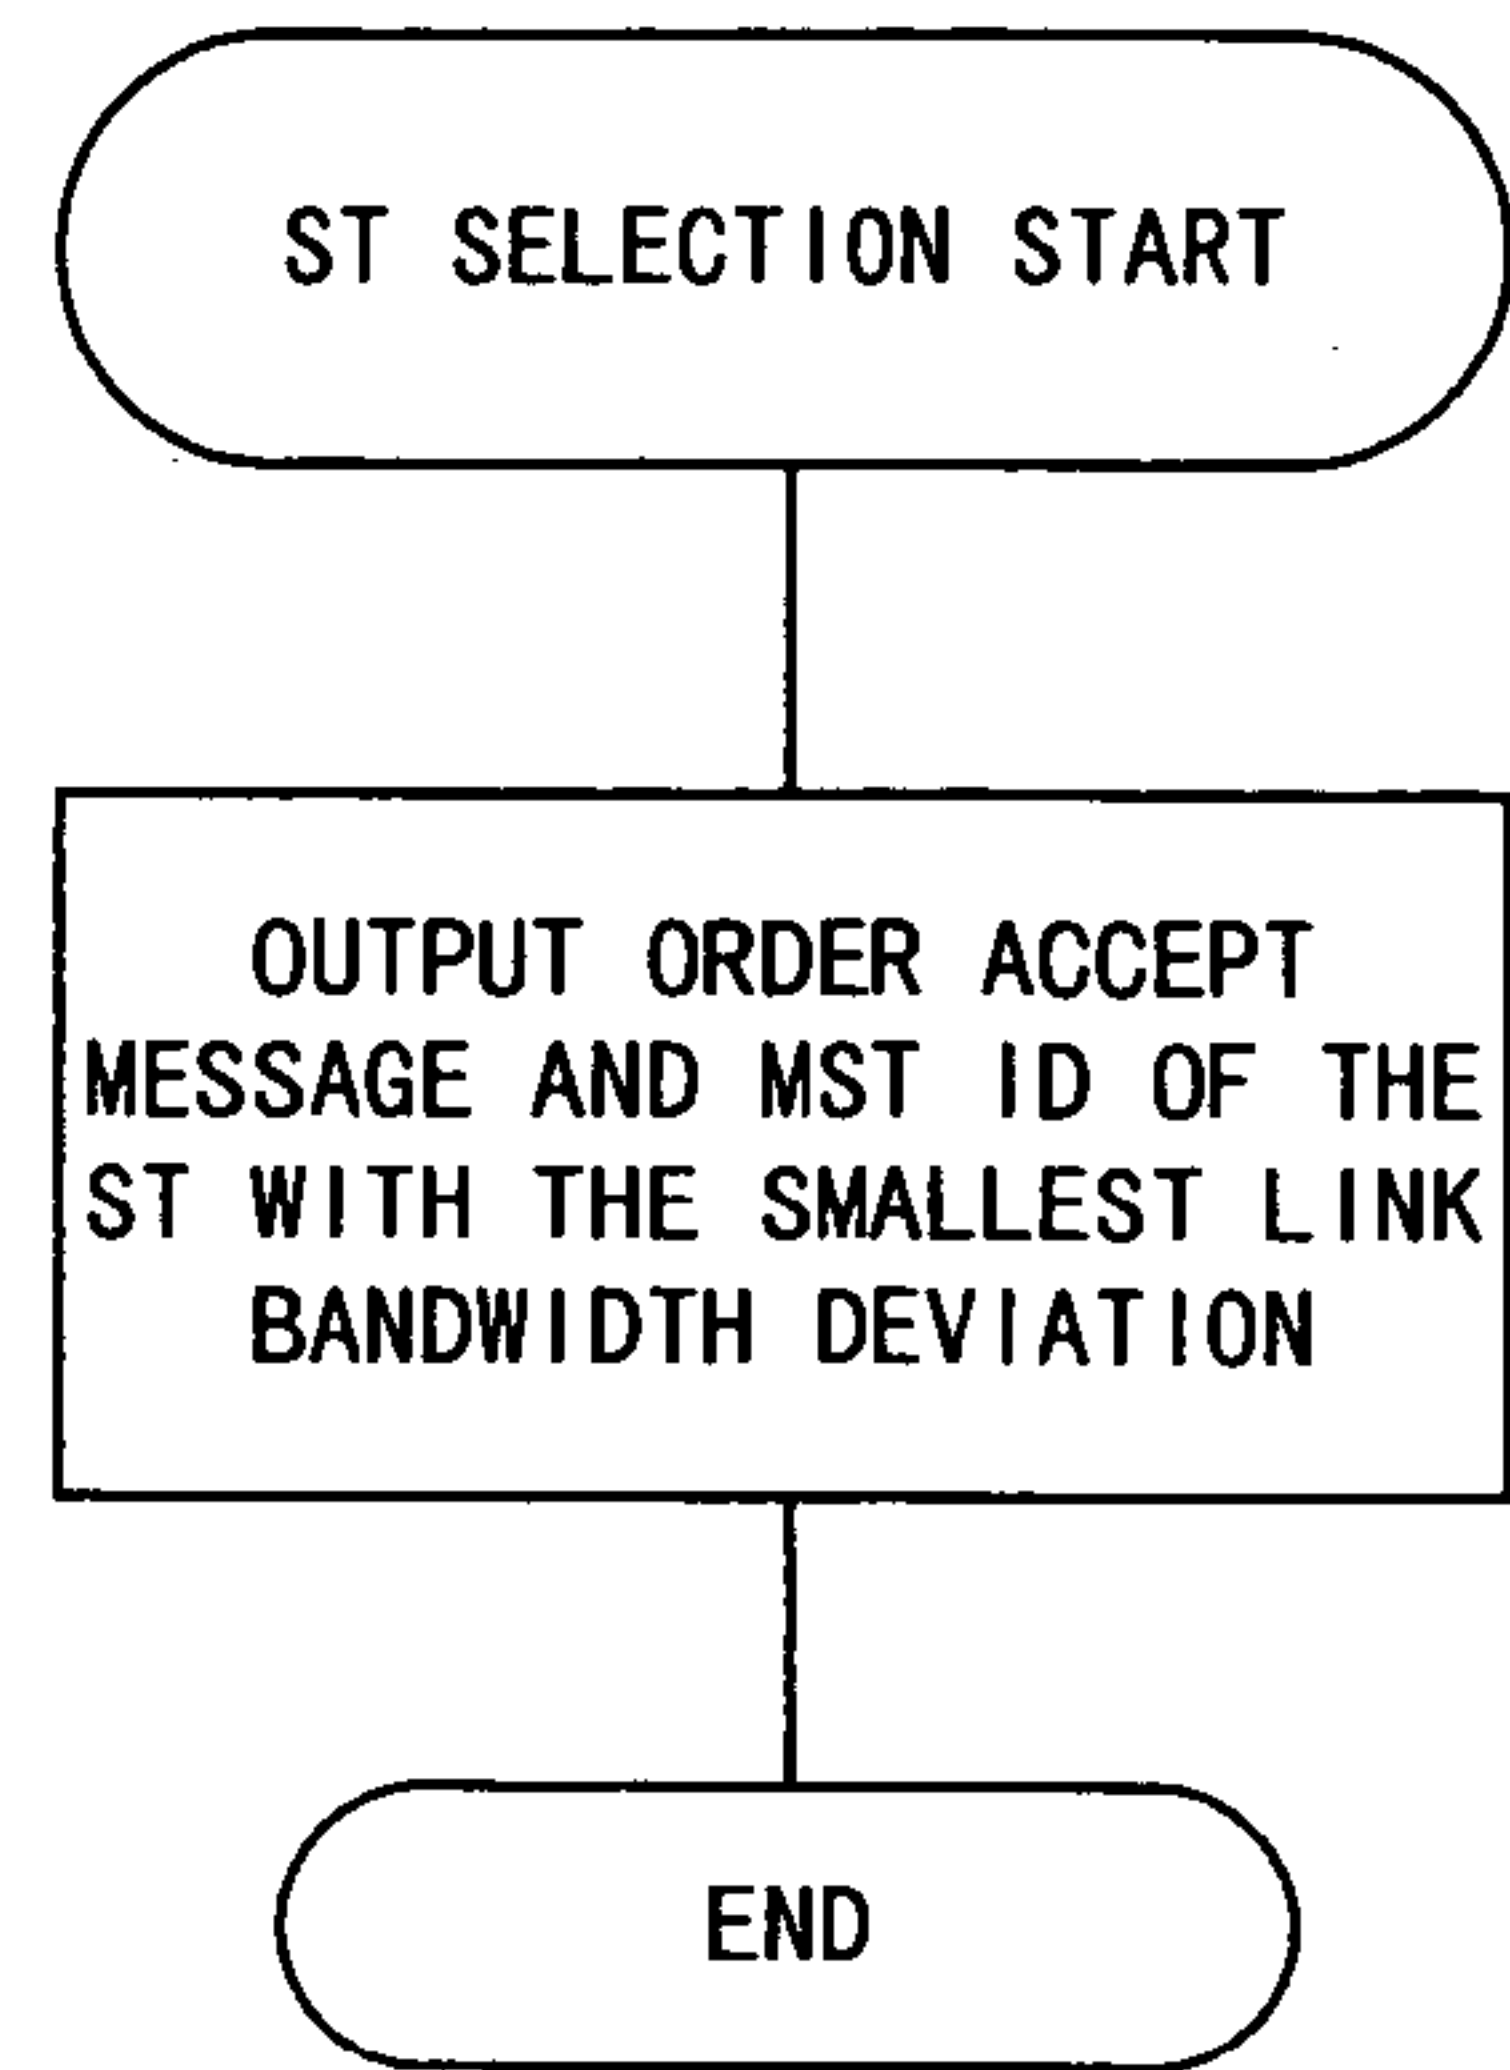 ST SELECTION START
OUTPUT ORDER ACCEPT
MESSAGE AND MST ID OF THE
ST WITH THE SMALLEST LINK
BANDWIDTH DEVIATION
END